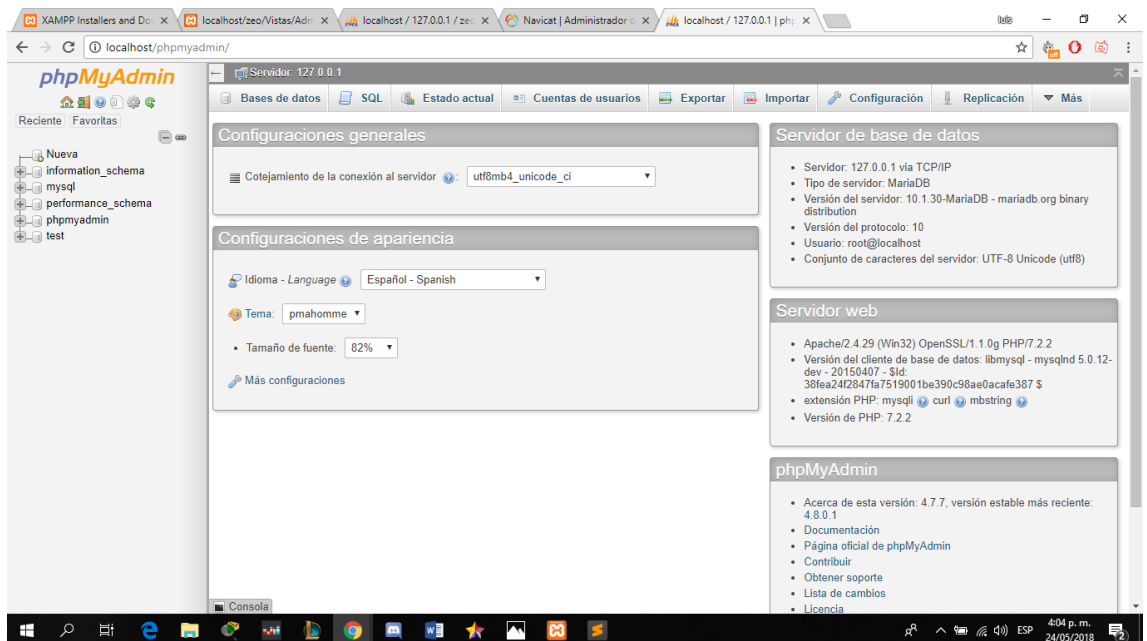 XAMPP Installers and Do
localhost/zeo/Vistas/Adm
localhost / 127.0.0.1 / zeo
Navicat | Administrador d
localhost / 127.0.0.1 | php
luis
localhost/phpmyadmin/
off
phpMyAdmin
Reciente Favoritas
Nueva
information_schema
mysql
performance_schema
phpmyadmin
test
Servidor: 127.0.0.1
Bases de datos SQL Estado actual Cuentas de usuarios Exportar Importar Configuración Replicación Más
Configuraciones generales
Cotejamiento de la conexión al servidor : utf8mb4_unicode_ci
Configuraciones de apariencia
Idioma - Language Español - Spanish
Tema: pmahomme
Tamaño de fuente: 82%
Más configuraciones
Servidor de base de datos
Servidor: 127.0.0.1 via TCP/IP
Tipo de servidor: MariaDB
Versión del servidor: 10.1.30-MariaDB - mariadb.org binary
distribution
Versión del protocolo: 10
Usuario: root@localhost
Conjunto de caracteres del servidor: UTF-8 Unicode (utf8)
Servidor web
Apache/2.4.29 (Win32) OpenSSL/1.1.0g PHP/7.2.2
Versión del cliente de base de datos: libmysql - mysqlnd 5.0.12-
dev - 20150407 - $Id:
38fea24f2847fa7519001be390c98ae0acafe387 $
extensión PHP: mysqli curl mbstring
Versión de PHP: 7.2.2
phpMyAdmin
Acerca de esta versión: 4.7.7, versión estable más reciente:
4.8.0.1
Documentación
Página oficial de phpMyAdmin
Contribuir
Obtener soporte
Lista de cambios
Licencia
Consola
ESP
4:04 p. m.
24/05/2018
2